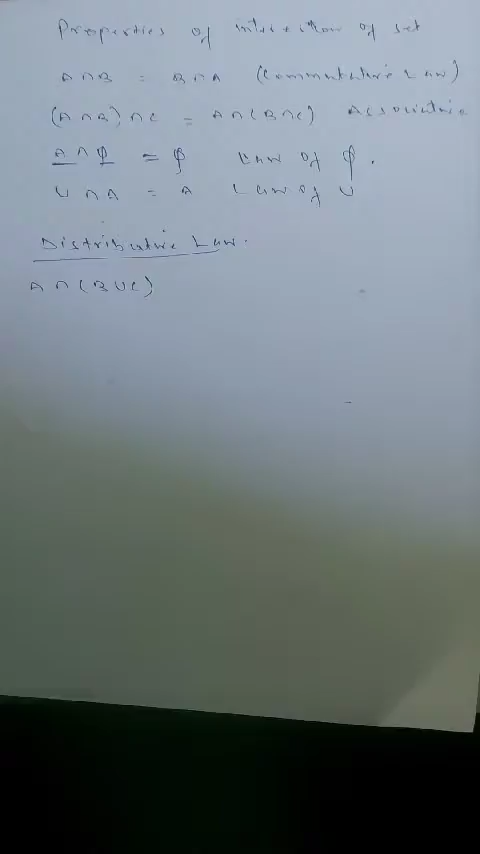 Properties of intersection of set
A∩B = B∩A (Commutative Law)
(A∩B)∩C = A∩(B∩C) Associative
A∩φ = φ Law of φ.
U∩A = A Law of U
Distributive Law.
A∩(B∪C)